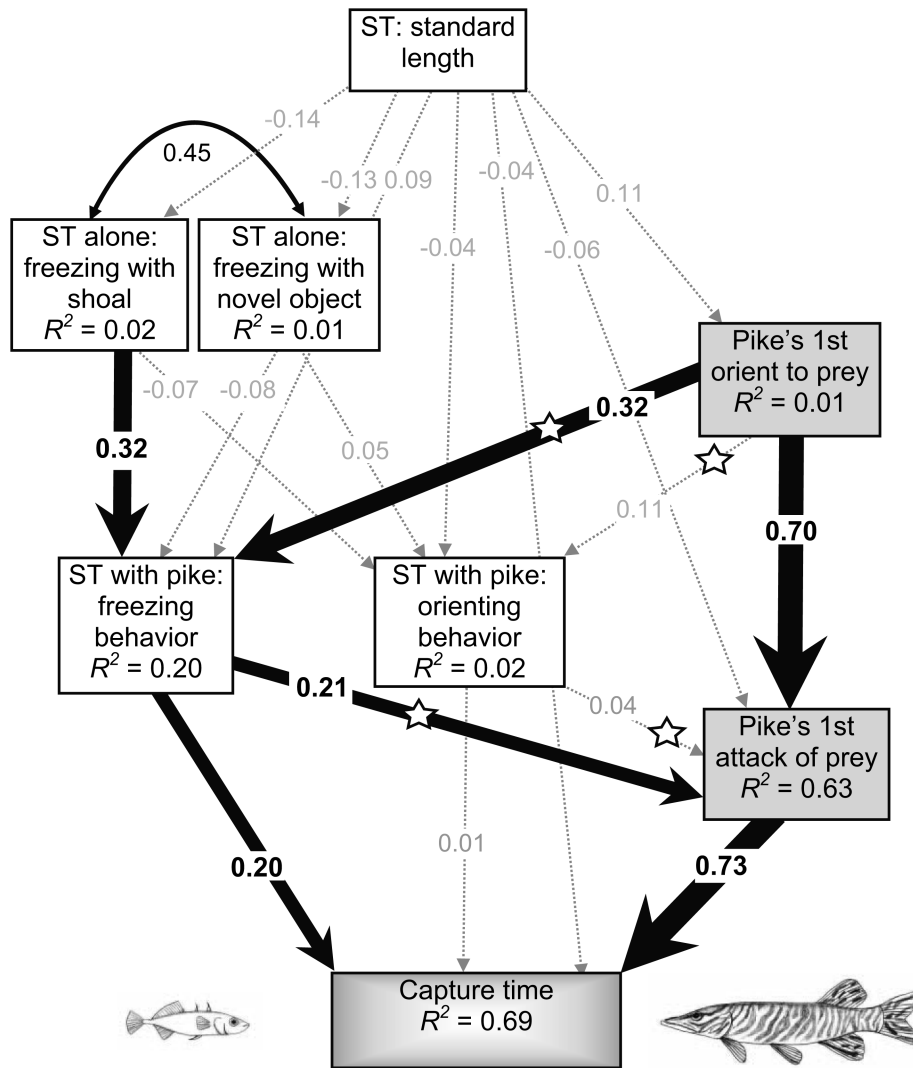 ST: standard
length
-0.14
0.45
-0.13
0.09
-0.04
0.11
-0.04
-0.06
ST alone:
freezing with
shoal
R² = 0.02
ST alone:
freezing with
novel object
R² = 0.01
Pike's 1st
orient to prey
R² = 0.01
-0.07
-0.08
0.32
0.32
0.05
0.11
0.70
ST with pike:
freezing
behavior
R² = 0.20
ST with pike:
orienting
behavior
R² = 0.02
0.21
0.04
Pike's 1st
attack of prey
R² = 0.63
0.01
0.20
0.73
Capture time
R² = 0.69